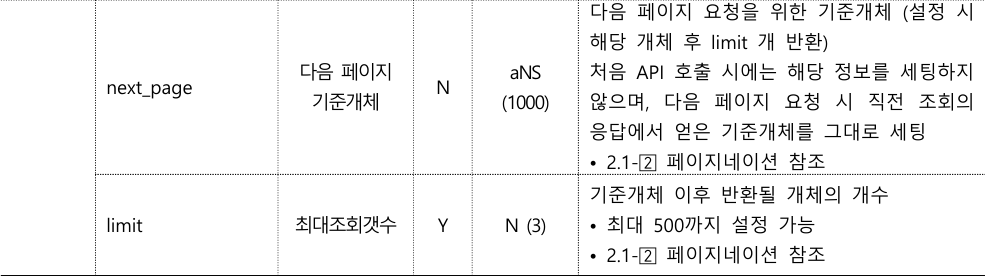 next_page
다음 페이지
기준개체
N
aNS
(1000)
다음 페이지 요청을 위한 기준개체 (설정 시
해당 개체 후 limit 개 반환)
처음 API 호출 시에는 해당 정보를 세팅하지
않으며, 다음 페이지 요청 시 직전 조회의
응답에서 얻은 기준개체를 그대로 세팅
• 2.1-⃞2 페이지네이션 참조
limit
최대조회갯수
Y
N (3)
기준개체 이후 반환될 개체의 개수
• 최대 500까지 설정 가능
• 2.1-⃞2 페이지네이션 참조